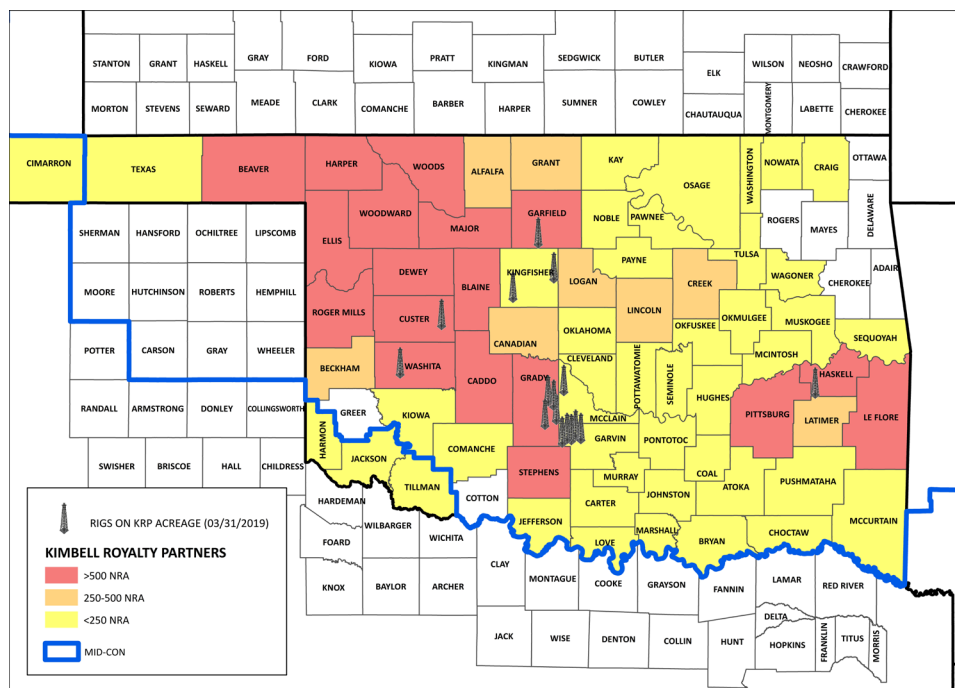 STANTON
GRANT
HASKELL
GRAY
FORD
KIOWA
PRATT
KINGMAN
SEDGWICK
BUTLER
ELK
WILSON
NEOSHO
CRAWFORD
MORTON
STEVENS
SEWARD
MEADE
CLARK
COMANCHE
BARBER
HARPER
SUMNER
COWLEY
CHAUTAUQUA
MONTGOMERY
LABETTE
CHEROKEE
CIMARRON
TEXAS
BEAVER
HARPER
WOODS
ALFALFA
GRANT
KAY
OSAGE
WASHINGTON
NOWATA
CRAIG
OTTAWA
WOODWARD
MAJOR
GARFIELD
NOBLE
PAWNEE
ROGERS
MAYES
DELAWARE
SHERMAN
HANSFORD
OCHILTREE
LIPSCOMB
ELLIS
DEWEY
BLAINE
KINGFISHER
LOGAN
PAYNE
CREEK
TULSA
WAGONER
CHEROKEE
ADAIR
MOORE
HUTCHINSON
ROBERTS
HEMPHILL
ROGER MILLS
CUSTER
CANADIAN
OKLAHOMA
LINCOLN
OKFUSKEE
OKMULGEE
MUSKOGEE
SEQUOYAH
POTTER
CARSON
GRAY
WHEELER
BECKHAM
WASHITA
CADDO
GRADY
CLEVELAND
POTTAWATOMIE
SEMINOLE
HUGHES
MCINTOSH
PITTSBURG
HASKELL
LATIMER
LE FLORE
RANDALL
ARMSTRONG
DONLEY
COLLINGSWORTH
HARMON
GREER
KIOWA
COMANCHE
MCCLAIN
GARVIN
PONTOTOC
COAL
SWISHER
BRISCOE
HALL
CHILDRESS
JACKSON
TILLMAN
COTTON
STEPHENS
MURRAY
CARTER
JOHNSTON
ATOKA
PUSHMATAHA
MCCURTAIN
HARDEMAN
WILBARGER
WICHITA
JEFFERSON
LOVE
MARSHALL
BRYAN
CHOCTAW
FOARD
KNOX
BAYLOR
ARCHER
CLAY
MONTAGUE
COOKE
GRAYSON
FANNIN
LAMAR
RED RIVER
DELTA
JACK
WISE
DENTON
COLLIN
HUNT
HOPKINS
FRANKLIN
TITUS
MORRIS
RIGS ON KRP ACREAGE (03/31/2019)
KIMBELL ROYALTY PARTNERS
>500 NRA
250-500 NRA
<250 NRA
MID-CON